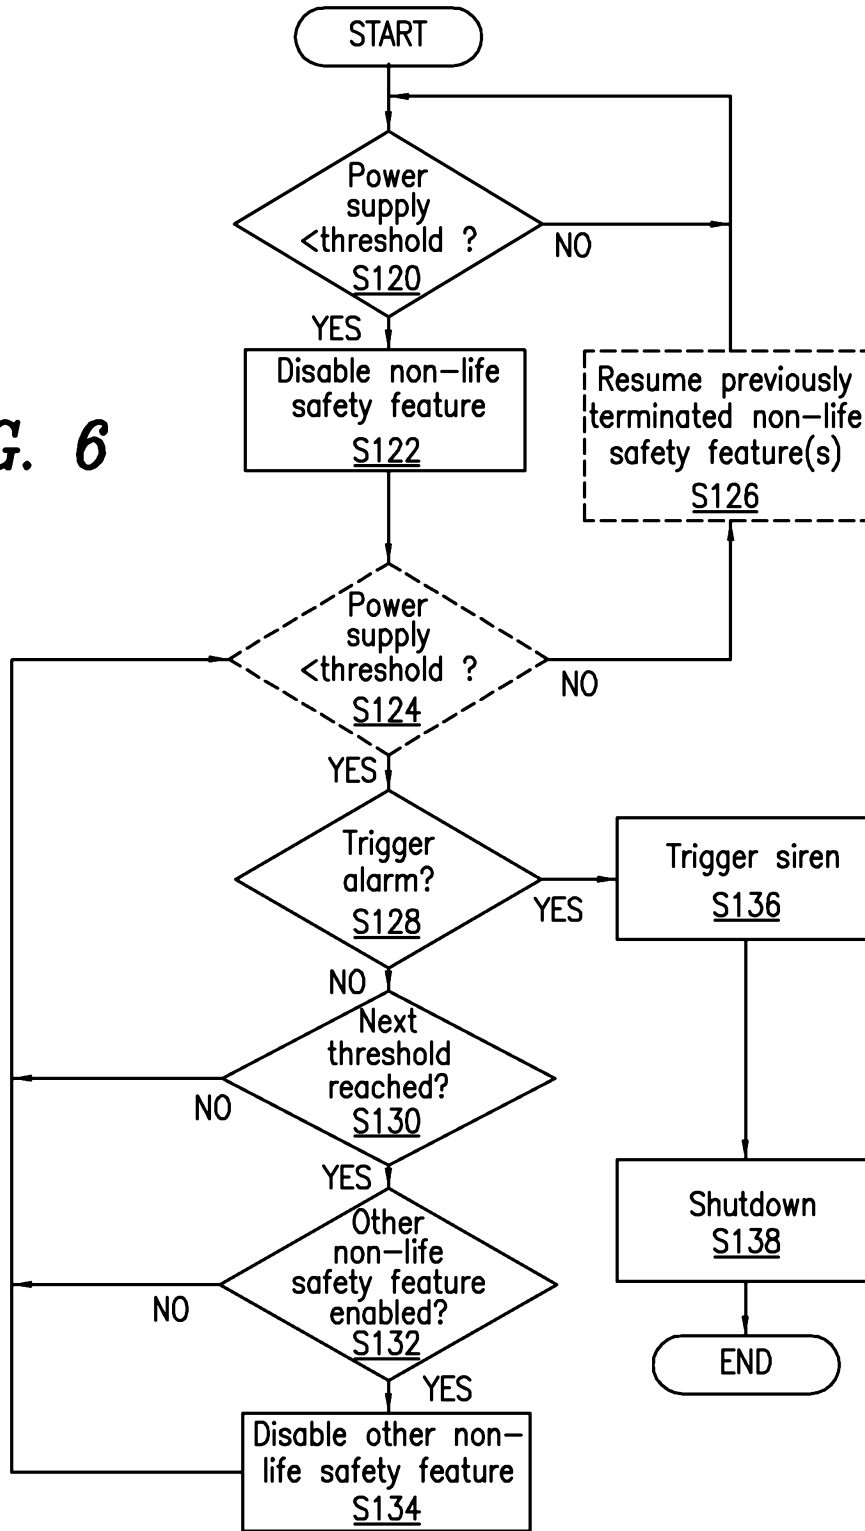 START
Power
supply
<threshold ?
S120
NO
YES
Disable non-life
safety feature
S122
Resume previously
terminated non-life
safety feature(s)
S126
G. 6
Power
supply
<threshold ?
S124
NO
YES
Trigger
alarm?
S128
YES
NO
Trigger siren
S136
Next
threshold
reached?
S130
NO
YES
Other
non-life
safety feature
enabled?
S132
NO
YES
Shutdown
S138
END
Disable other non-
life safety feature
S134